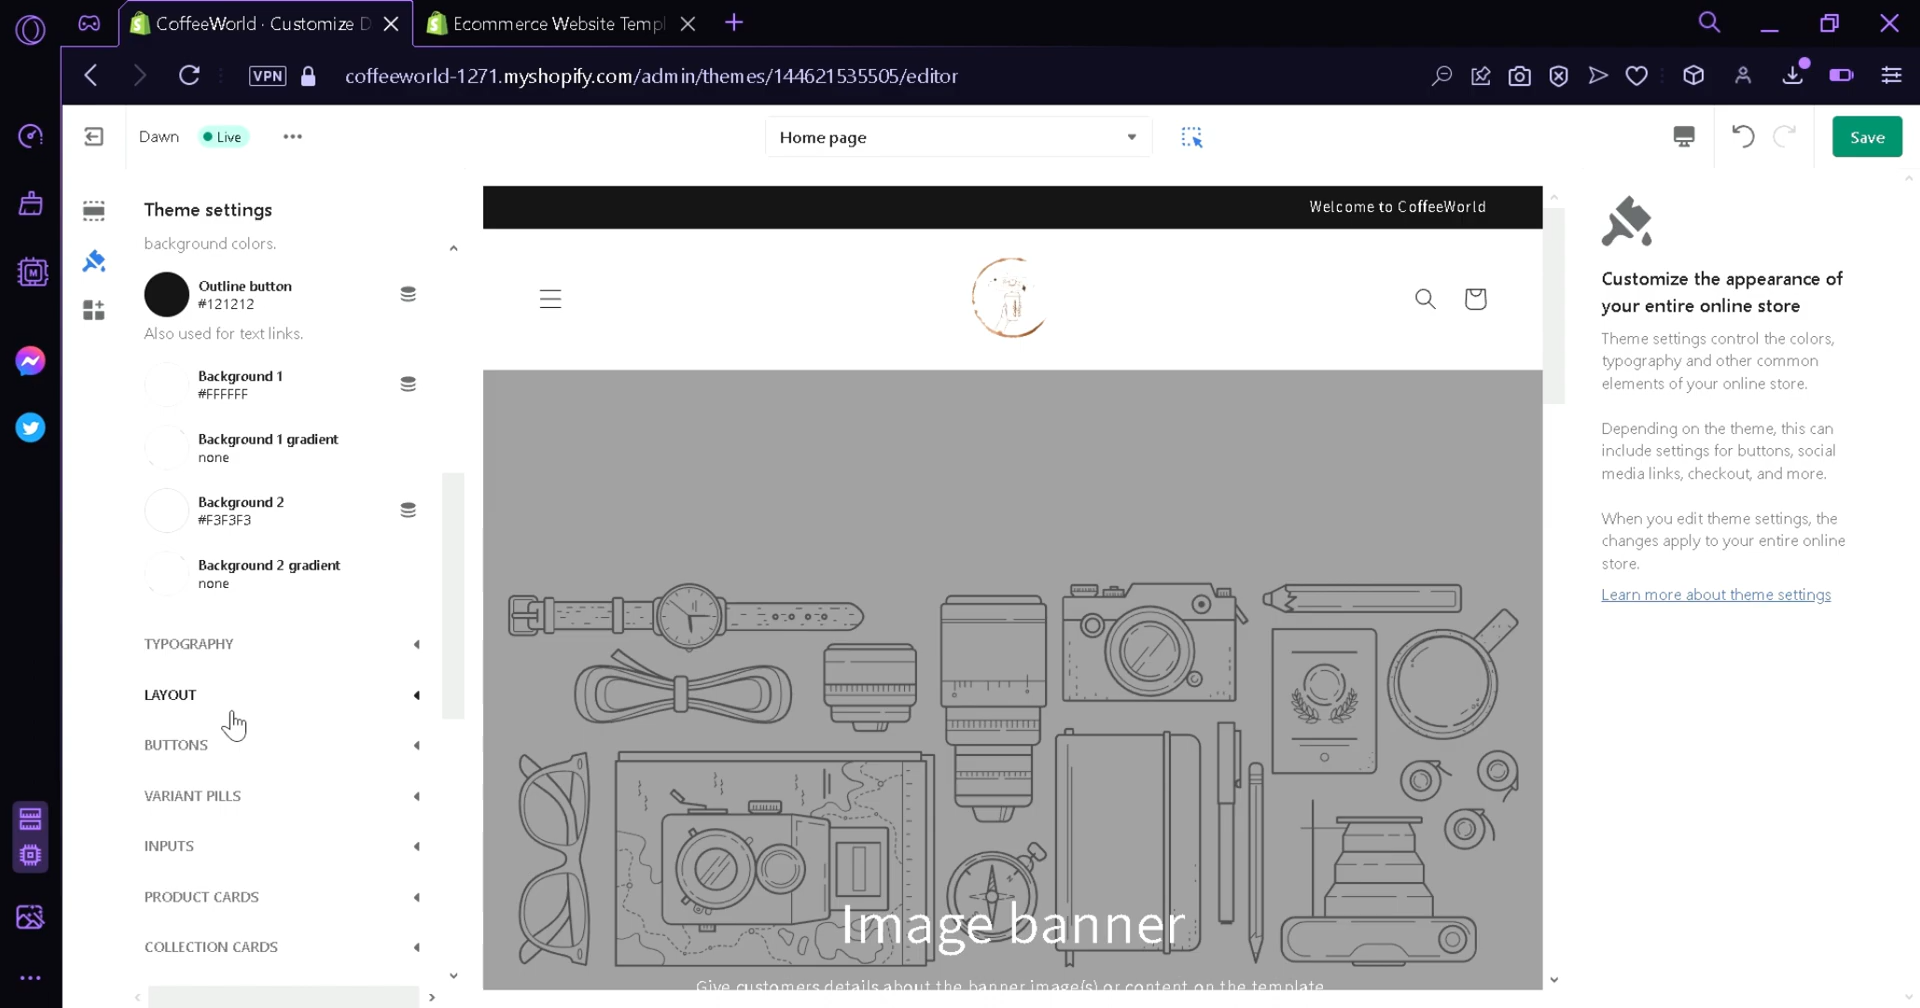 CoffeeWorld · Customize D
Ecommerce Website Templ
VPN
coffeeworld-1271.myshopify.com/admin/themes/144621535505/editor
Dawn
Live
Home page
Save
Theme settings
background colors.
Outline button
#121212
Also used for text links.
Background 1
#FFFFFF
Background 1 gradient
none
Background 2
#F3F3F3
Background 2 gradient
none
TYPOGRAPHY
LAYOUT
BUTTONS
VARIANT PILLS
INPUTS
PRODUCT CARDS
COLLECTION CARDS
Welcome to CoffeeWorld
Image banner
Give customers details about the banner image(s) or content on the template.
Customize the appearance of
your entire online store
Theme settings control the colors,
typography and other common
elements of your online store.
Depending on the theme, this can
include settings for buttons, social
media links, checkout, and more.
When you edit theme settings, the
changes apply to your entire online
store.
Learn more about theme settings